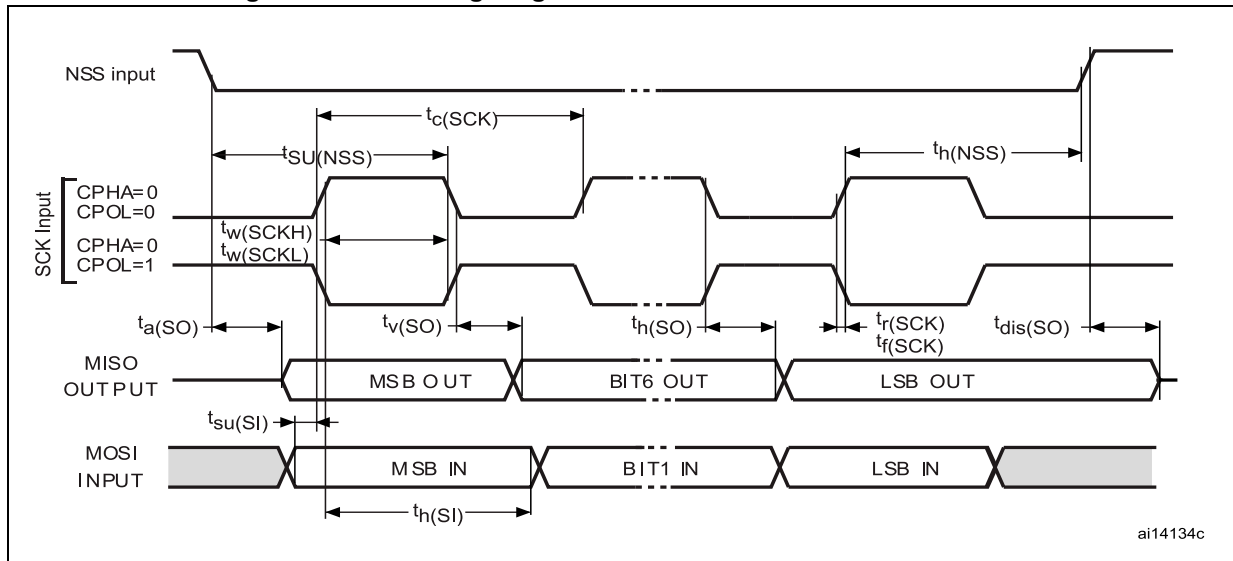 NSS input
tc(SCK)
tSU(NSS)
th(NSS)
SCK Input
CPHA=0
CPOL=0
tw(SCKH)
CPHA=0
tw(SCKL)
CPOL=1
ta(SO)
tv(SO)
th(SO)
tr(SCK)
tf(SCK)
tdis(SO)
MISO
OUTPUT
MSB OUT
BIT6 OUT
LSB OUT
tsu(SI)
MOSI
INPUT
MSB IN
BIT1 IN
LSB IN
th(SI)
ai14134c